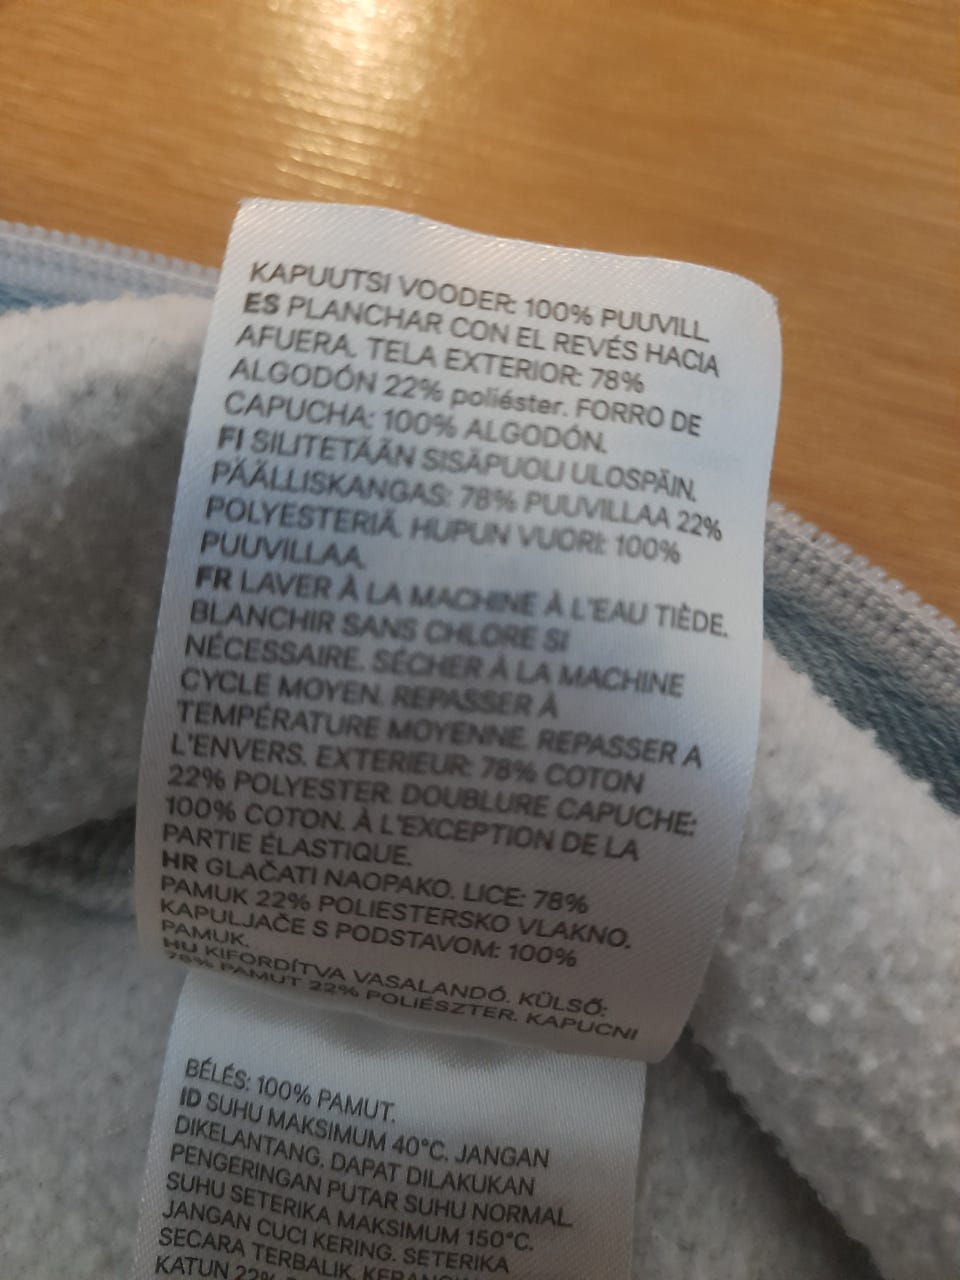 KAPUUTSI VOODER: 100% PUUVILL
ES PLANCHAR CON EL REVÉS HACIA
AFUERA. TELA EXTERIOR: 78%
ALGODÓN 22% poliéster. FORRO DE
CAPUCHA: 100% ALGODÓN.
FI SILITETÄÄN SISÄPUOLI ULOSPÄIN.
PÄÄLLISKANGAS: 78% PUUVILLAA 22%
POLYESTERIÄ. HUPUN VUORI: 100%
PUUVILLAA.
FR LAVER À LA MACHINE À L'EAU TIÈDE.
BLANCHIR SANS CHLORE SI
NÉCESSAIRE. SÉCHER À LA MACHINE
CYCLE MOYEN. REPASSER À
TEMPÉRATURE MOYENNE. REPASSER A
L'ENVERS. EXTERIEUR: 78% COTON
22% POLYESTER. DOUBLURE CAPUCHE:
100% COTON. À L'EXCEPTION DE LA
PARTIE ÉLASTIQUE.
HR GLAČATI NAOPAKO. LICE: 78%
PAMUK 22% POLIESTERSKO VLAKNO.
KAPULJAČE S PODSTAVOM: 100%
PAMUK.
HU KIFORDÍTVA VASALANDÓ. KÜLSŐ:
78% PAMUT 22% POLIÉSZTER. KAPUCNI
BÉLÉS: 100% PAMUT.
ID SUHU MAKSIMUM 40°C. JANGAN
DIKELANTANG. DAPAT DILAKUKAN
PENGERINGAN PUTAR SUHU NORMAL.
SUHU SETERIKA MAKSIMUM 150°C.
JANGAN CUCI KERING. SETERIKA
SECARA TERBALIK.
KATUN 22%